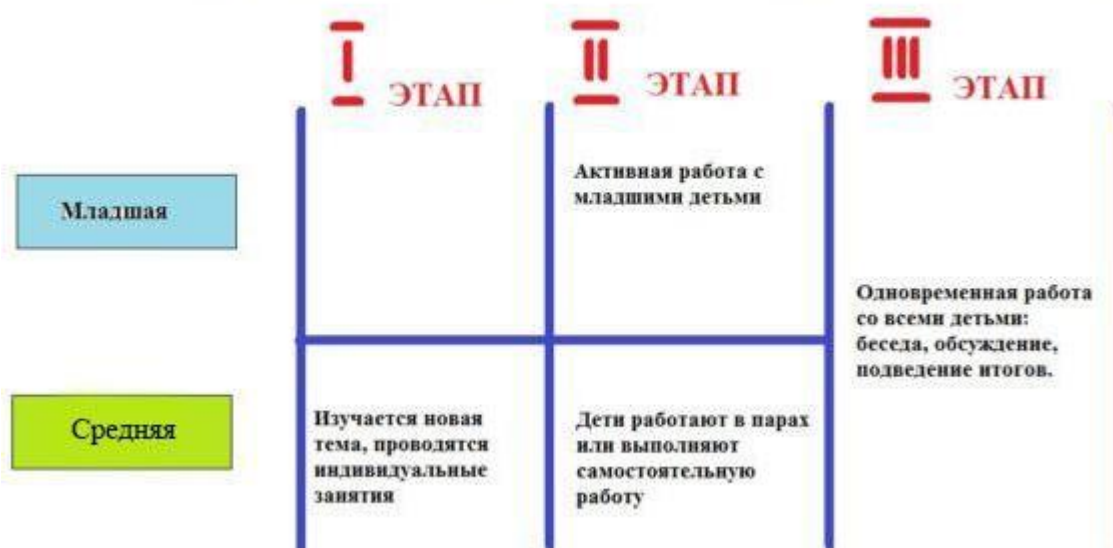 I ЭТАП
II ЭТАП
III ЭТАП
Младшая
Активная работа с
младшими детьми
Одновременная работа
со всеми детьми:
беседа, обсуждение,
подведение итогов.
Средняя
Изучается новая
тема, проводятся
индивидуальные
занятия
Дети работают в парах
или выполняют
самостоятельную
работу